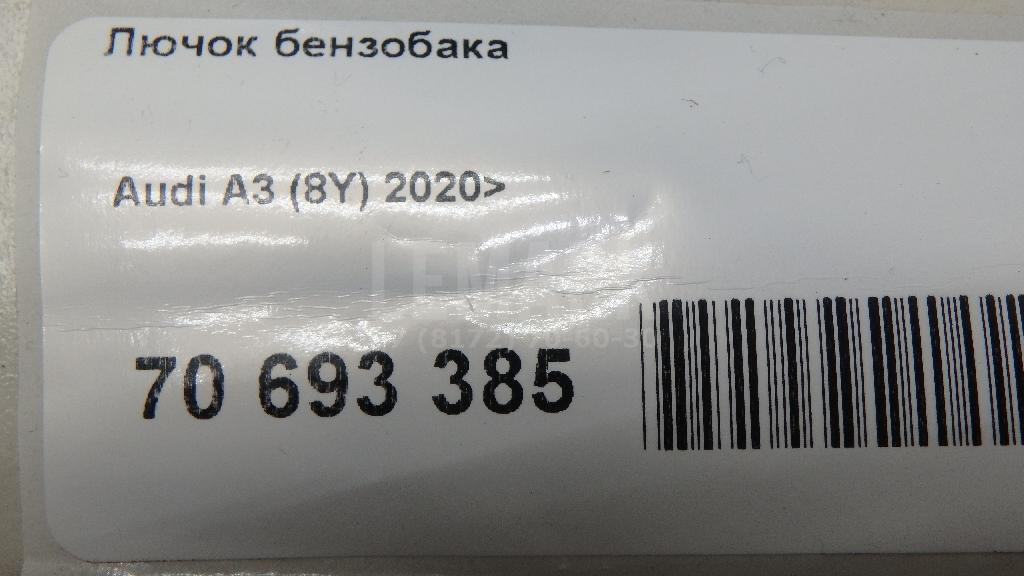 Лючок бензобака
Audi A3 (8Y) 2020>
70 693 385